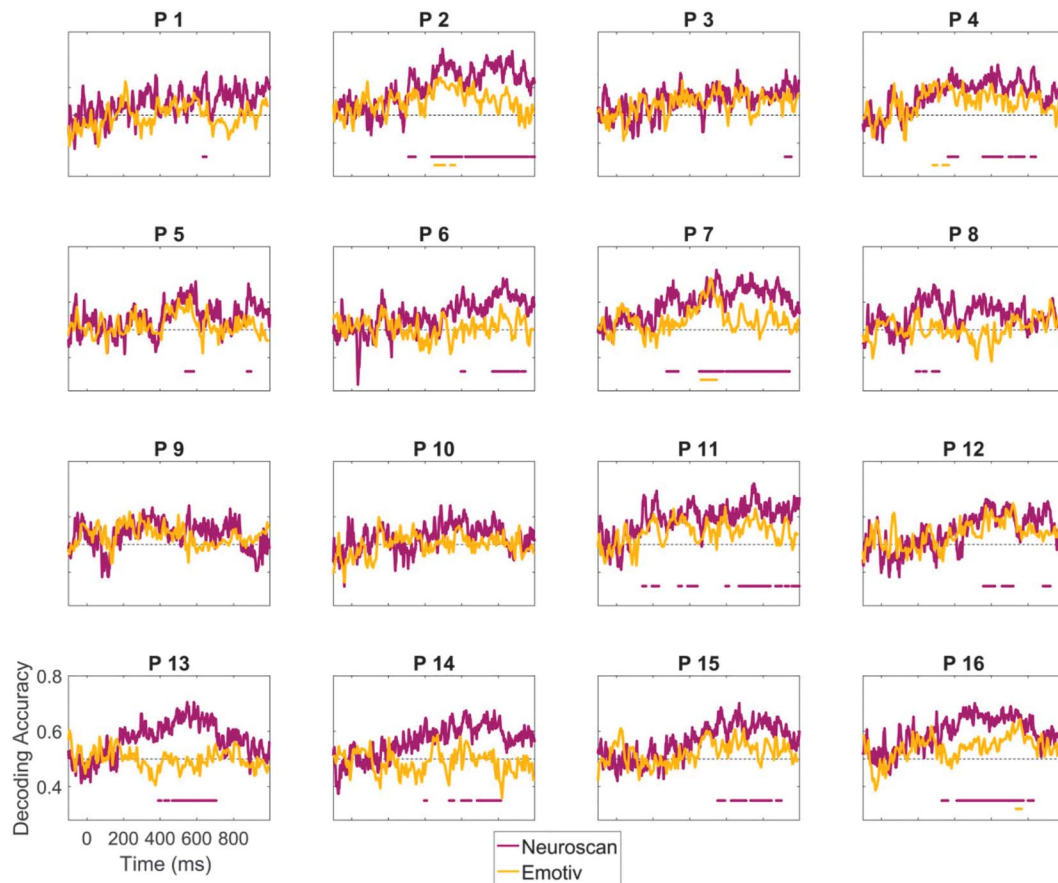 P 1
P 2
P 3
P 4
P 5
P 6
P 7
P 8
P 9
P 10
P 11
P 12
P 13
P 14
P 15
P 16
Decoding Accuracy
0.8
0.6
0.4
0 200 400 600 800
Time (ms)
Neuroscan
Emotiv